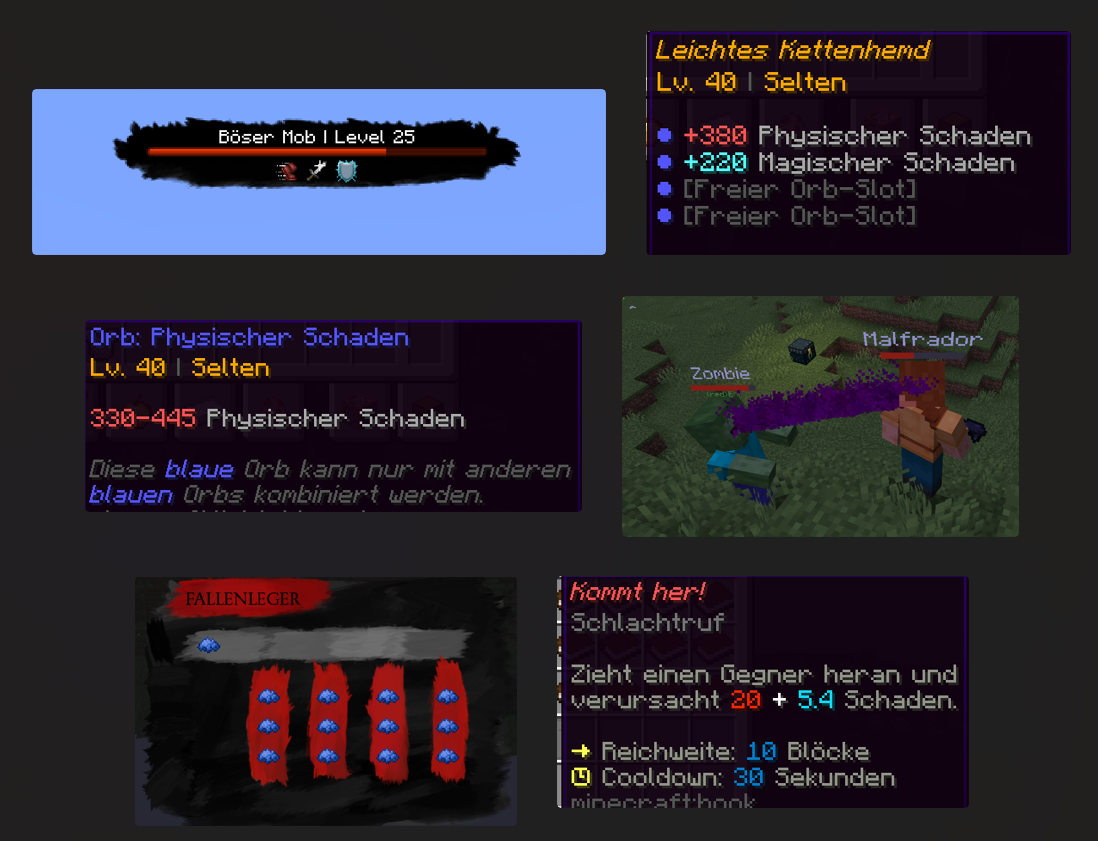 Böser Mob | Level 25
Leichtes Kettenhemd
Lv. 40 | Selten
+380 Physischer Schaden
+220 Magischer Schaden
[Freier Orb-Slot]
[Freier Orb-Slot]
Orb: Physischer Schaden
Lv. 40 | Selten
330-445 Physischer Schaden
Diese blaue Orb kann nur mit anderen
blauen Orbs kombiniert werden.
Malfrador
Zombie
FALLENLEGER
Kommt her!
Schlachtruf
Zieht einen Gegner heran und
verursacht 20 + 5.4 Schaden.
Reichweite: 10 Blöcke
Cooldown: 30 Sekunden
minecraft:hook